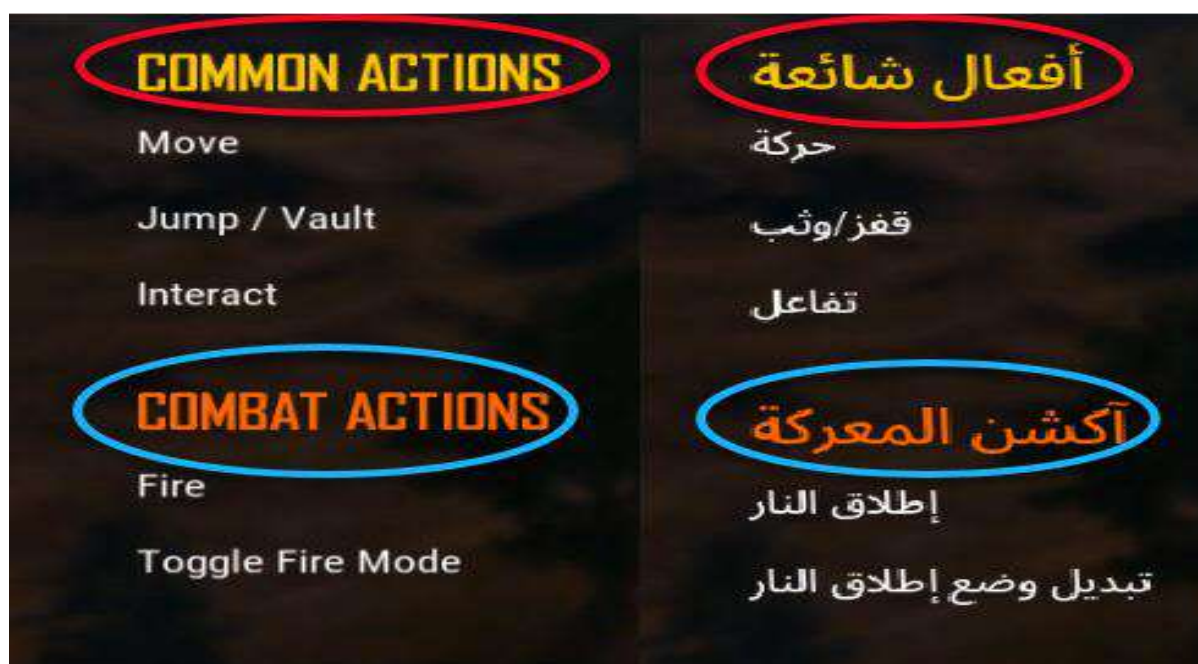 COMMON ACTIONS
Move
Jump / Vault
Interact
COMBAT ACTIONS
Fire
Toggle Fire Mode
أفعال شائعة
حركة
قفز/وثب
تفاعل
آكشن المعركة
إطلاق النار
تبديل وضع إطلاق النار